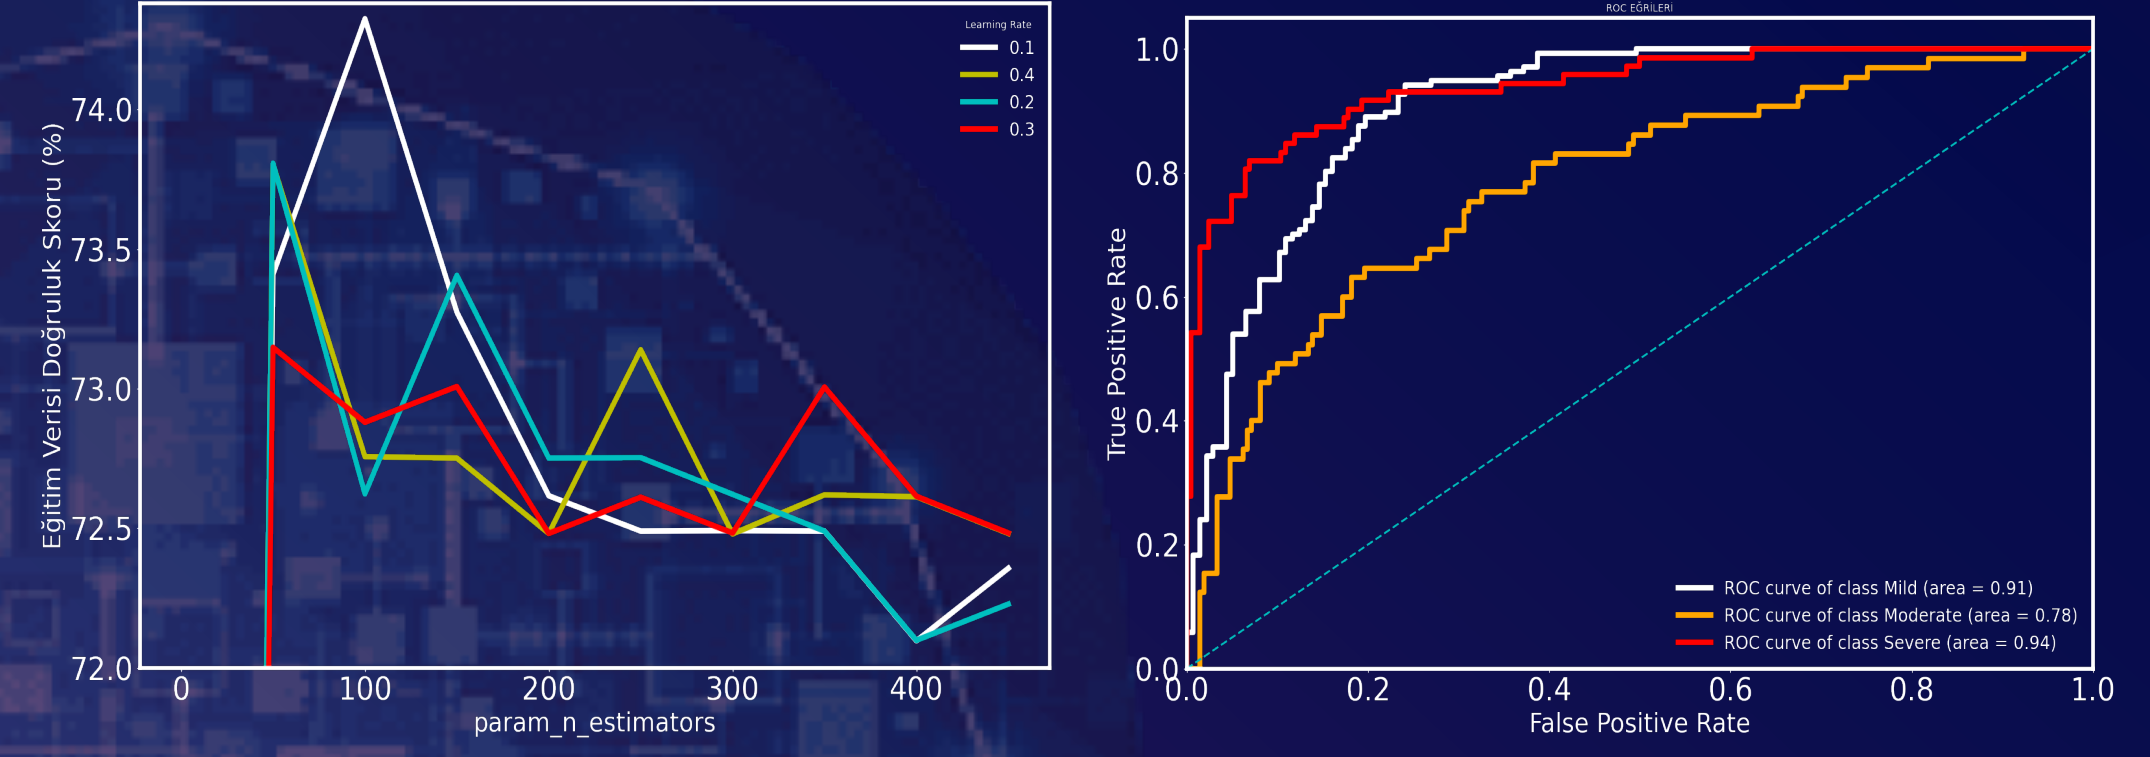 Eğitim Verisi Doğruluk Skoru (%)
74.0
73.5
73.0
72.5
72.0
0 100 200 300 400
param_n_estimators
Learning Rate
0.1
0.4
0.2
0.3
ROC EĞRİLERİ
True Positive Rate
1.0
0.8
0.6
0.4
0.2
0.0
0.0 0.2 0.4 0.6 0.8 1.0
False Positive Rate
ROC curve of class Mild (area = 0.91)
ROC curve of class Moderate (area = 0.78)
ROC curve of class Severe (area = 0.94)